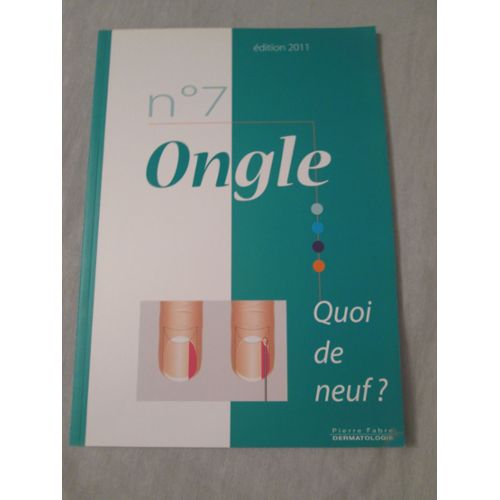 édition 2011
n°7
Ongle
Quoi
de
neuf ?
Pierre Fabre
DERMATOLOGIE